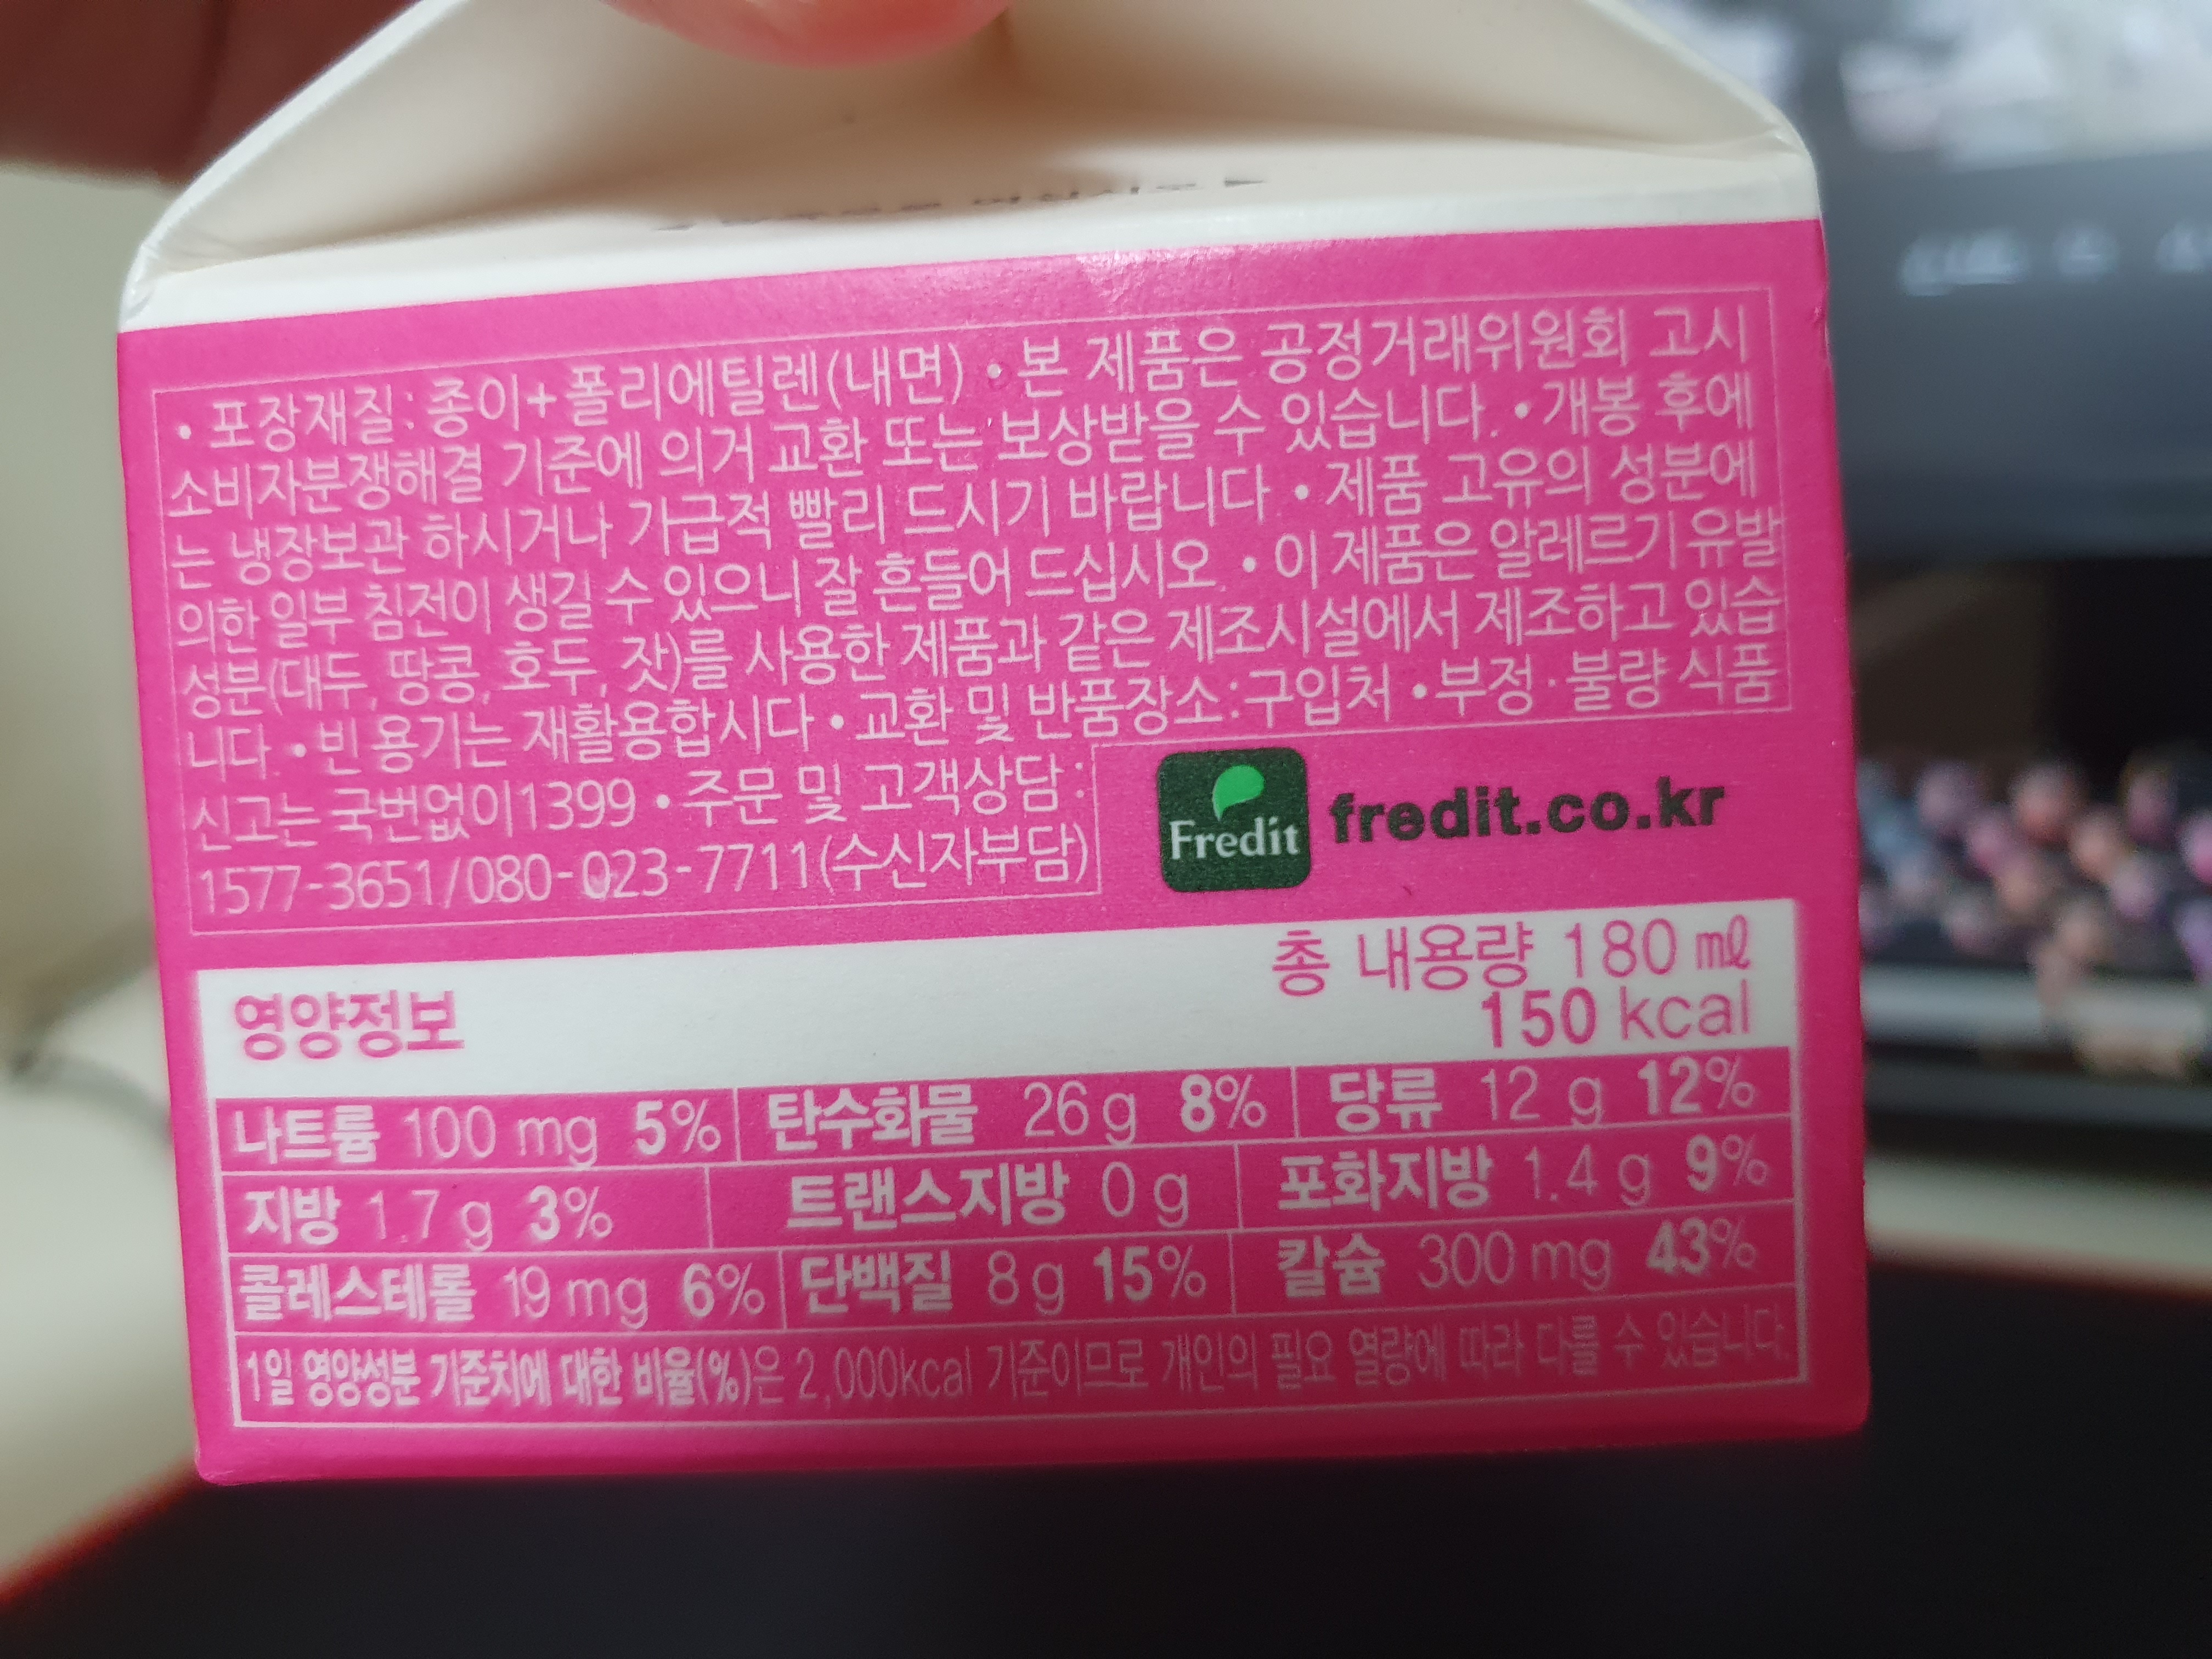 • 포장재질: 종이+폴리에틸렌(내면) • 본 제품은 공정거래위원회 고시
소비자분쟁해결 기준에 의거 교환 또는 보상받을 수 있습니다. • 개봉 후에
는 냉장보관 하시거나 가급적 빨리 드시기 바랍니다 • 제품 고유의 성분에
의한 일부 침전이 생길 수 있으니 잘 흔들어 드십시오. • 이 제품은 알레르기 유발
성분(대두, 땅콩, 호두, 잣)를 사용한 제품과 같은 제조시설에서 제조하고 있습
니다. • 빈 용기는 재활용합시다 • 교환 및 반품장소:구입처 • 부정·불량 식품
신고는 국번없이1399 • 주문 및 고객상담:
1577-3651/080-023-7711(수신자부담)
Fredit fredit.co.kr
총 내용량 180 ㎖
영양정보 150 kcal
나트륨 100 mg 5% 탄수화물 26 g 8% 당류 12 g 12%
지방 1.7 g 3% 트랜스지방 0 g 포화지방 1.4 g 9%
콜레스테롤 19 mg 6% 단백질 8 g 15% 칼슘 300 mg 43%
1일 영양성분 기준치에 대한 비율(%)은 2,000kcal 기준이므로 개인의 필요 열량에 따라 다를 수 있습니다.